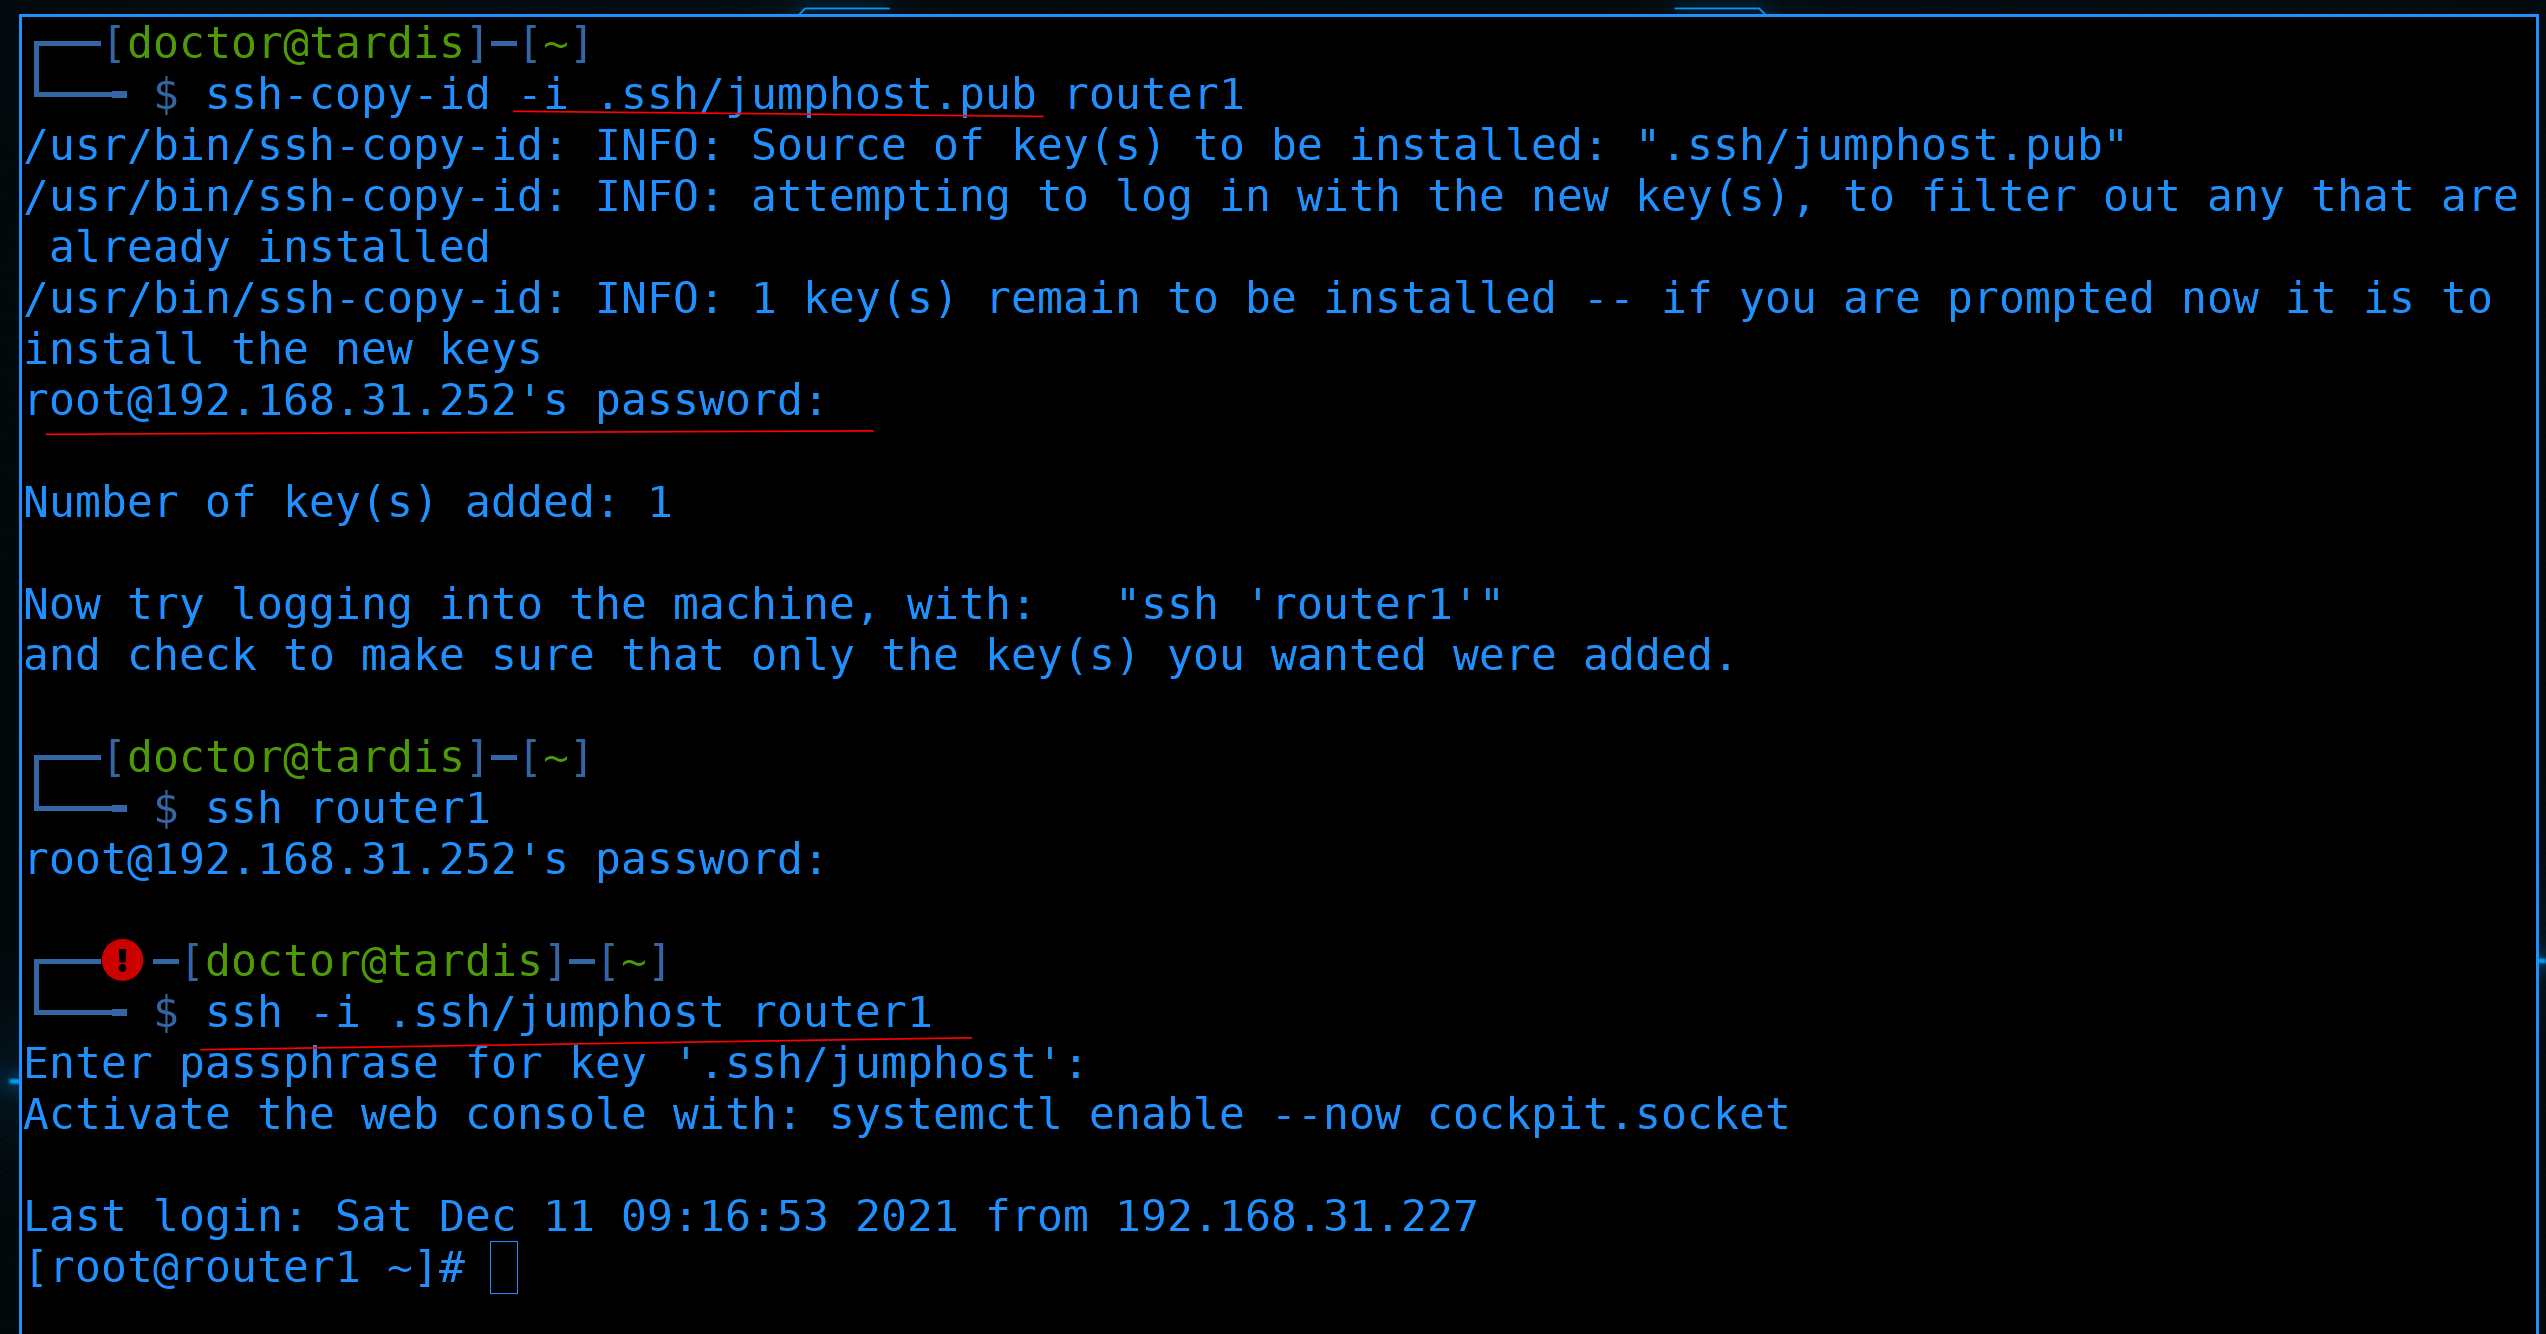 ┌──[doctor@tardis]─[~]
└──╼ $ ssh-copy-id -i .ssh/jumphost.pub router1
/usr/bin/ssh-copy-id: INFO: Source of key(s) to be installed: ".ssh/jumphost.pub"
/usr/bin/ssh-copy-id: INFO: attempting to log in with the new key(s), to filter out any that are
 already installed
/usr/bin/ssh-copy-id: INFO: 1 key(s) remain to be installed -- if you are prompted now it is to
install the new keys
root@192.168.31.252's password:
Number of key(s) added: 1
Now try logging into the machine, with:   "ssh 'router1'"
and check to make sure that only the key(s) you wanted were added.
┌──[doctor@tardis]─[~]
└──╼ $ ssh router1
root@192.168.31.252's password:
┌──!─[doctor@tardis]─[~]
└──╼ $ ssh -i .ssh/jumphost router1
Enter passphrase for key '.ssh/jumphost':
Activate the web console with: systemctl enable --now cockpit.socket
Last login: Sat Dec 11 09:16:53 2021 from 192.168.31.227
[root@router1 ~]#